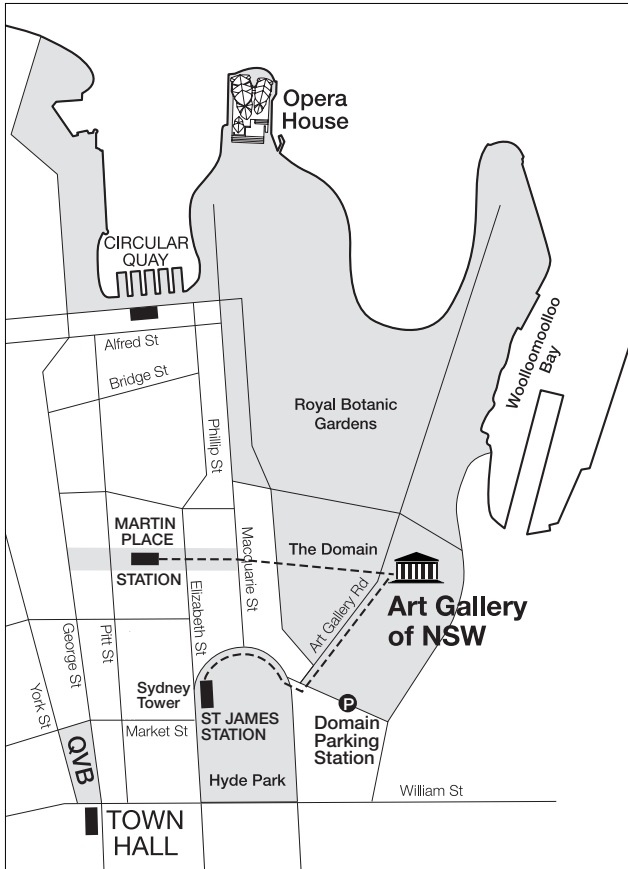 Opera
House
CIRCULAR
QUAY
Alfred St
Bridge St
Woolloomoolloo
Bay
Phillip St
Royal Botanic
Gardens
MARTIN
PLACE
STATION
Macquarie St
The Domain
Elizabeth St
Art Gallery Rd
Art Gallery
of NSW
George St
Pitt St
York St
Sydney
Tower
ST JAMES
STATION
Market St
P
Domain
Parking
Station
QVB
Hyde Park
William St
TOWN
HALL